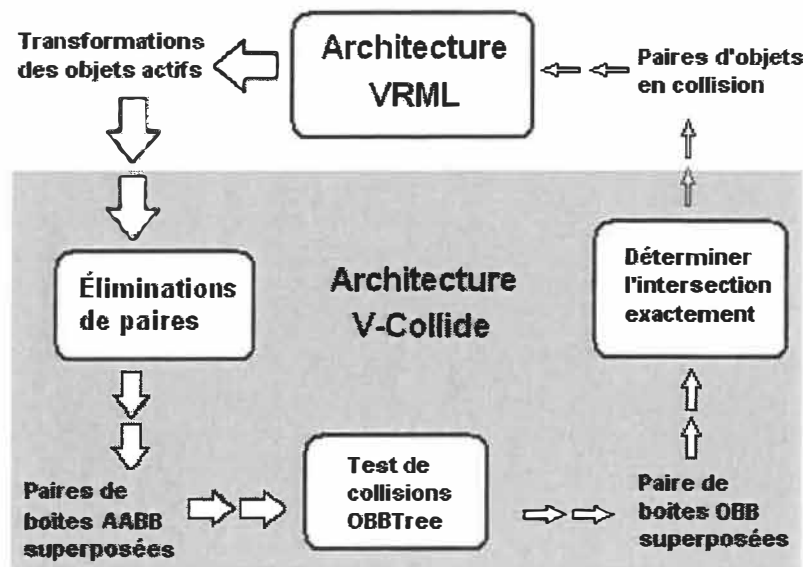 Transformations
des objets actifs
Architecture
VRML
Paires d'objets
en collision
Éliminations
de paires
Architecture
V-Collide
Déterminer
l'intersection
exactement
Paires de
boites AABB
superposées
Test de
collisions
OBBTree
Paire de
boites OBB
superposées